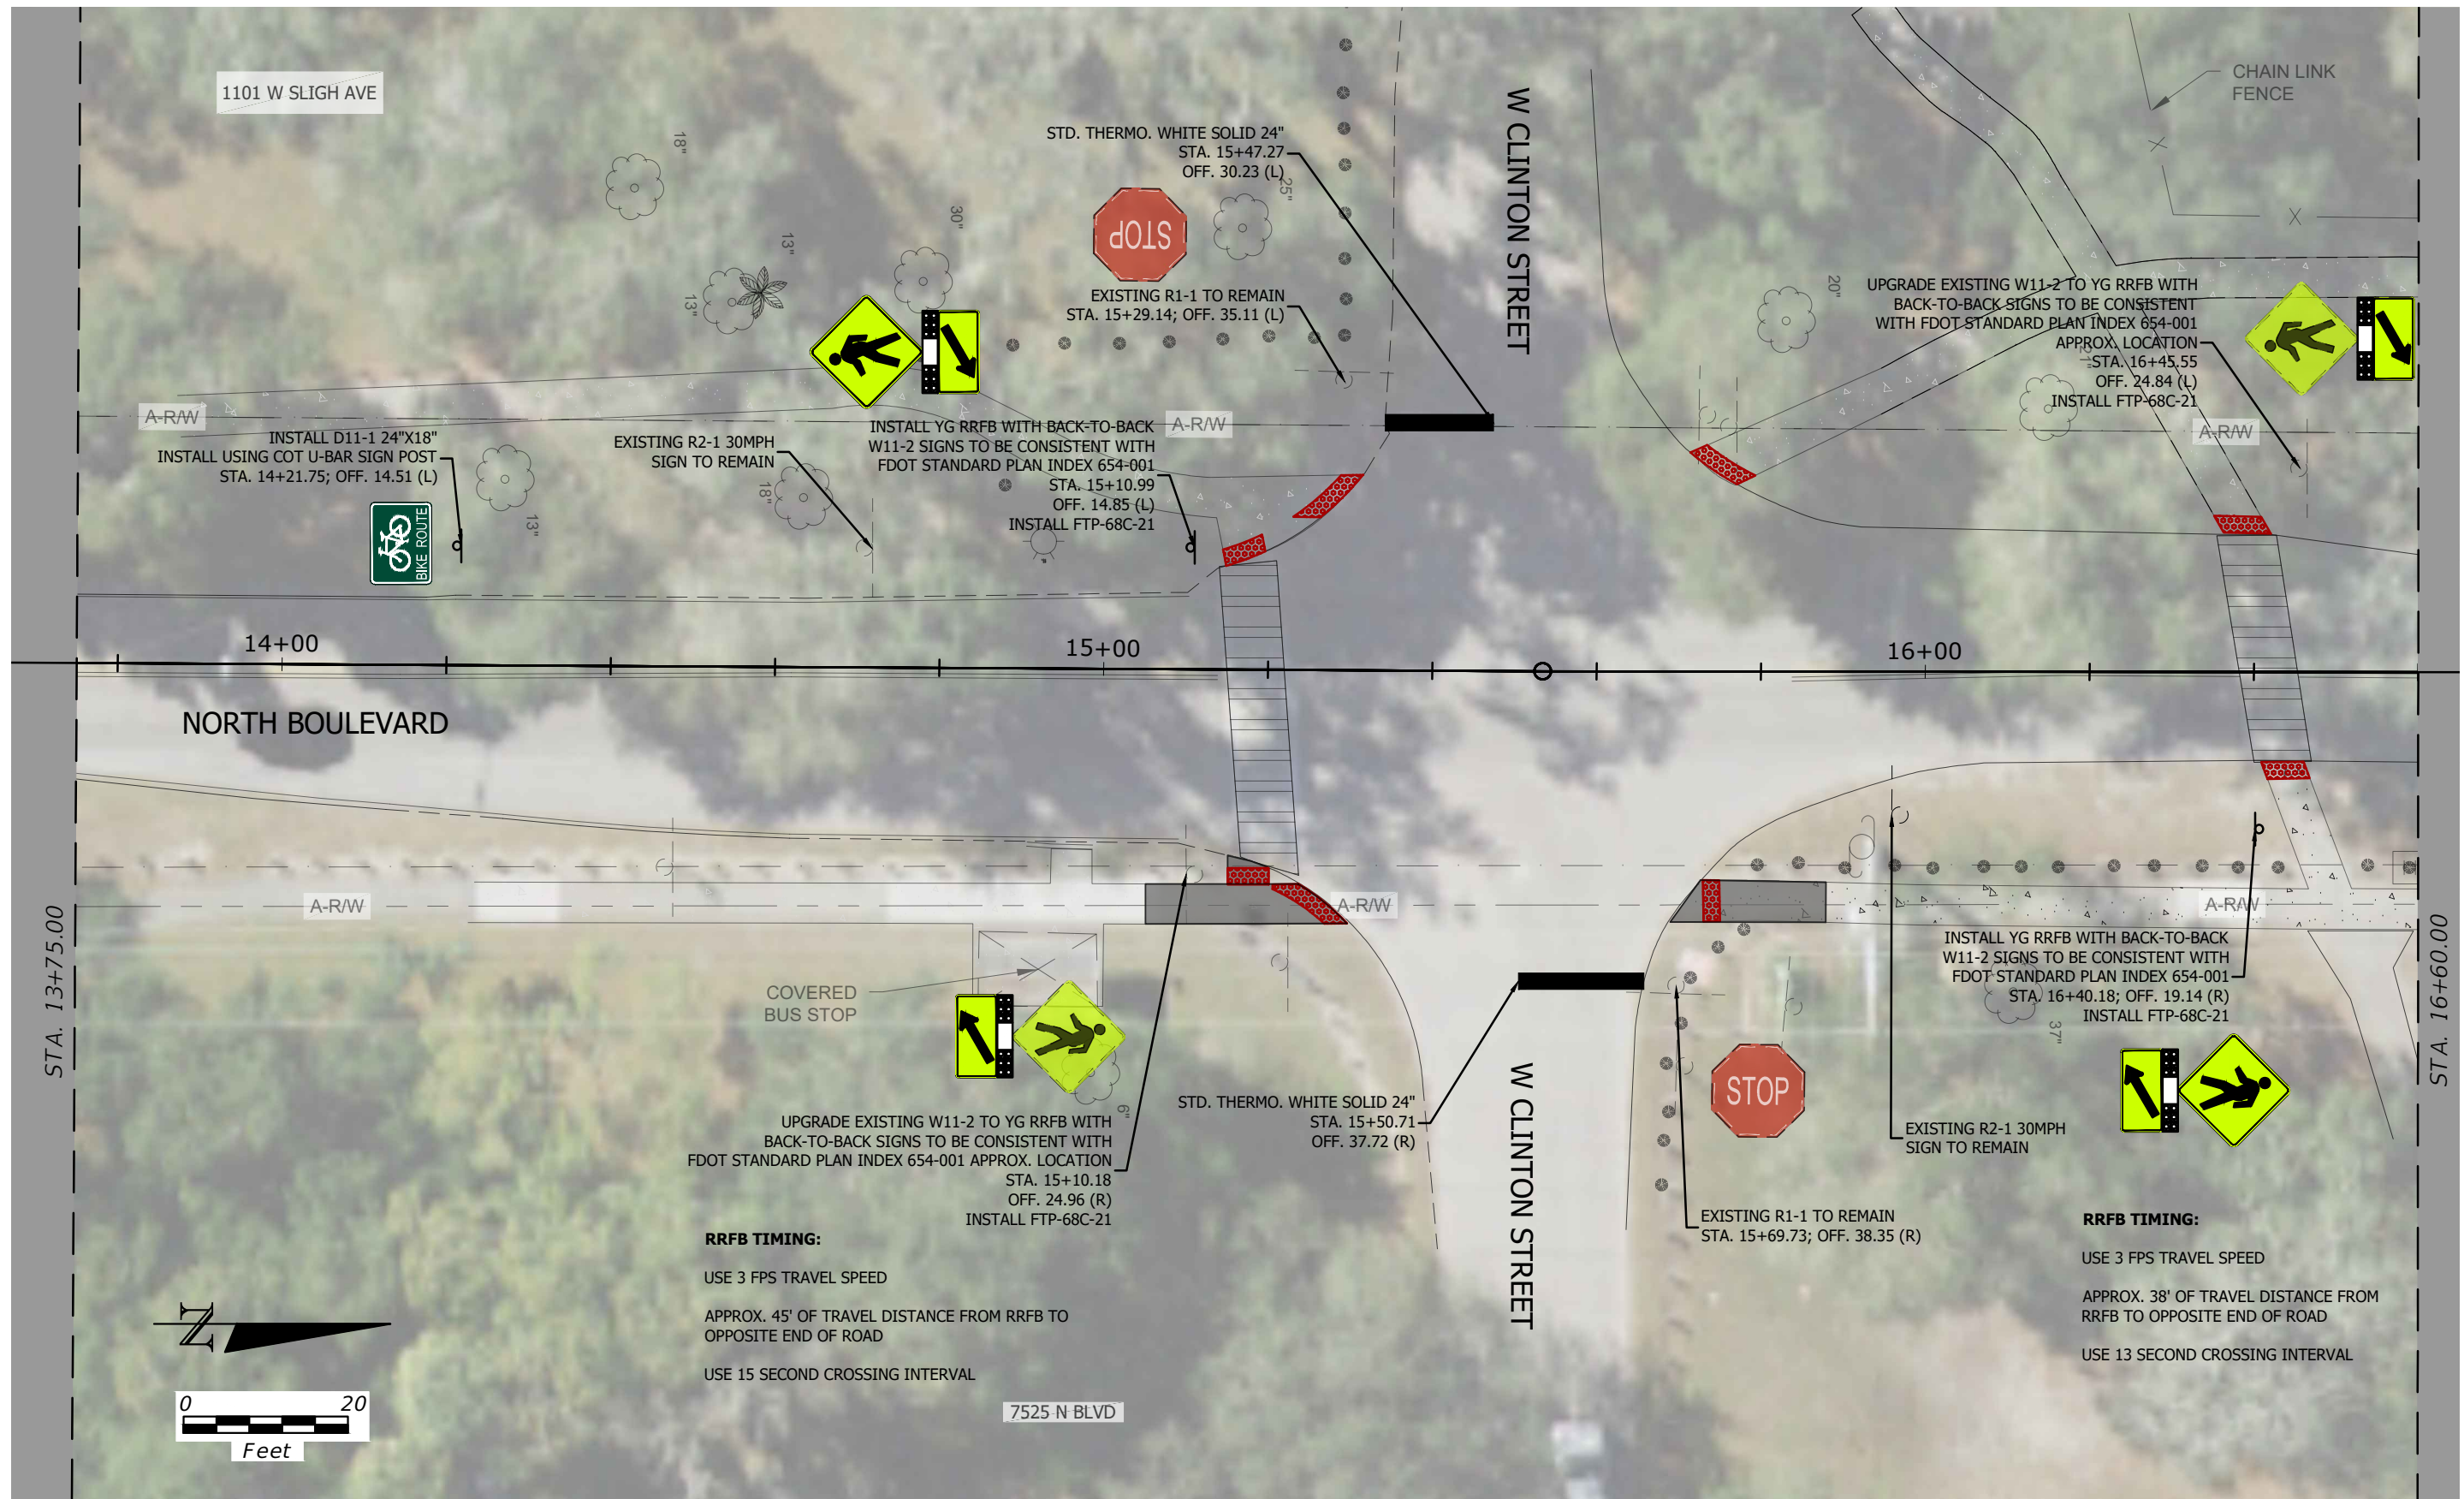 1101 W SLIGH AVE
18"
13"
13"
30"
25"
STD. THERMO. WHITE SOLID 24"
STA. 15+47.27
OFF. 30.23 (L)
STOP
EXISTING R1-1 TO REMAIN
STA. 15+29.14; OFF. 35.11 (L)
W CLINTON STREET
CHAIN LINK
FENCE
X
X
20"
UPGRADE EXISTING W11-2 TO YG RRFB WITH
BACK-TO-BACK SIGNS TO BE CONSISTENT
WITH FDOT STANDARD PLAN INDEX 654-001
APPROX. LOCATION
STA. 16+45.55
OFF. 24.84 (L)
INSTALL FTP-68C-21
A-R/W
A-R/W
A-R/W
INSTALL D11-1 24"X18"
INSTALL USING COT U-BAR SIGN POST
STA. 14+21.75; OFF. 14.51 (L)
BIKE ROUTE
13"
EXISTING R2-1 30MPH
SIGN TO REMAIN
18"
INSTALL YG RRFB WITH BACK-TO-BACK
W11-2 SIGNS TO BE CONSISTENT WITH
FDOT STANDARD PLAN INDEX 654-001
STA. 15+10.99
OFF. 14.85 (L)
INSTALL FTP-68C-21
14+00
15+00
16+00
NORTH BOULEVARD
A-R/W
A-R/W
A-R/W
STA. 13+75.00
STA. 16+60.00
COVERED
BUS STOP
6"
UPGRADE EXISTING W11-2 TO YG RRFB WITH
BACK-TO-BACK SIGNS TO BE CONSISTENT WITH
FDOT STANDARD PLAN INDEX 654-001 APPROX. LOCATION
STA. 15+10.18
OFF. 24.96 (R)
INSTALL FTP-68C-21
STD. THERMO. WHITE SOLID 24"
STA. 15+50.71
OFF. 37.72 (R)
W CLINTON STREET
STOP
EXISTING R1-1 TO REMAIN
STA. 15+69.73; OFF. 38.35 (R)
EXISTING R2-1 30MPH
SIGN TO REMAIN
INSTALL YG RRFB WITH BACK-TO-BACK
W11-2 SIGNS TO BE CONSISTENT WITH
FDOT STANDARD PLAN INDEX 654-001
STA. 16+40.18; OFF. 19.14 (R)
INSTALL FTP-68C-21
37"
RRFB TIMING:
USE 3 FPS TRAVEL SPEED
APPROX. 45' OF TRAVEL DISTANCE FROM RRFB TO
OPPOSITE END OF ROAD
USE 15 SECOND CROSSING INTERVAL
RRFB TIMING:
USE 3 FPS TRAVEL SPEED
APPROX. 38' OF TRAVEL DISTANCE FROM
RRFB TO OPPOSITE END OF ROAD
USE 13 SECOND CROSSING INTERVAL
N
0 20
Feet
7525 N BLVD